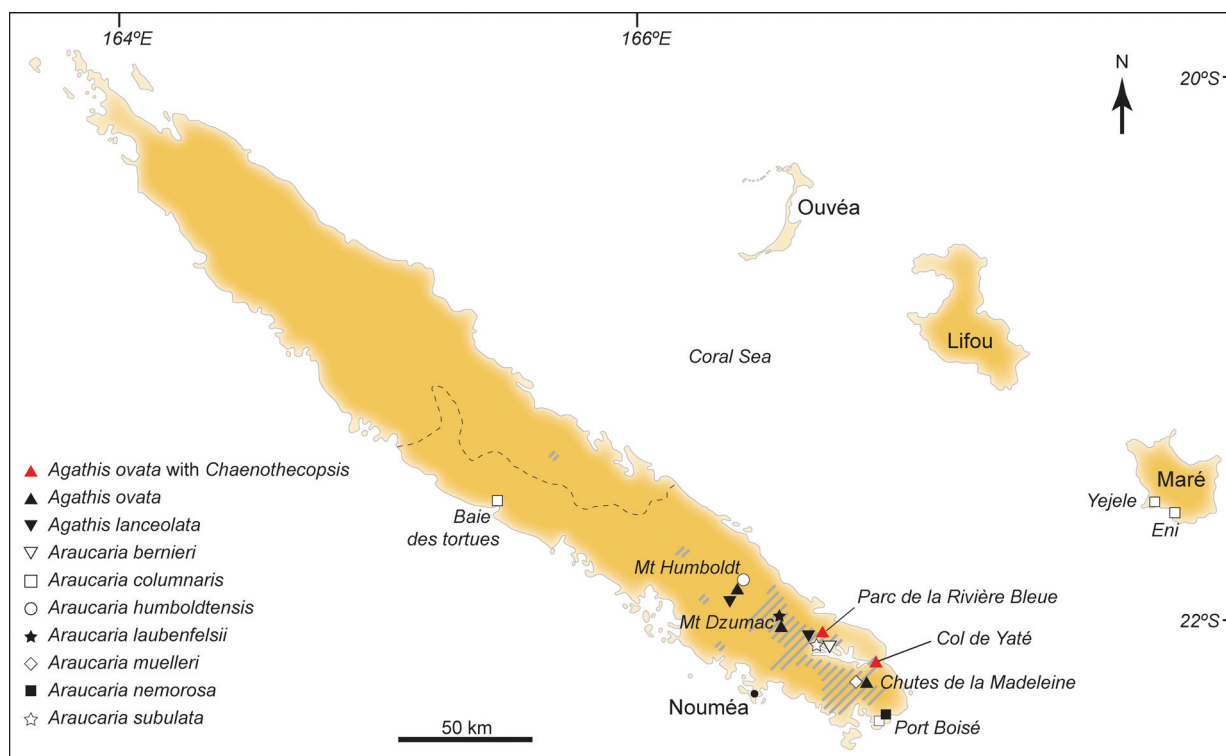 164ºE
166ºE
N
20ºS
Ouvéa
Lifou
Coral Sea
Agathis ovata with Chaenothecopsis
Agathis ovata
Agathis lanceolata
Araucaria bernieri
Araucaria columnaris
Araucaria humboldtensis
Araucaria laubenfelsii
Araucaria muelleri
Araucaria nemorosa
Araucaria subulata
Baie
des tortues
Maré
Yejele
Eni
Mt Humboldt
Parc de la Rivière Bleue
Mt Dzumac
22ºS
Col de Yaté
Chutes de la Madeleine
Nouméa
Port Boisé
50 km